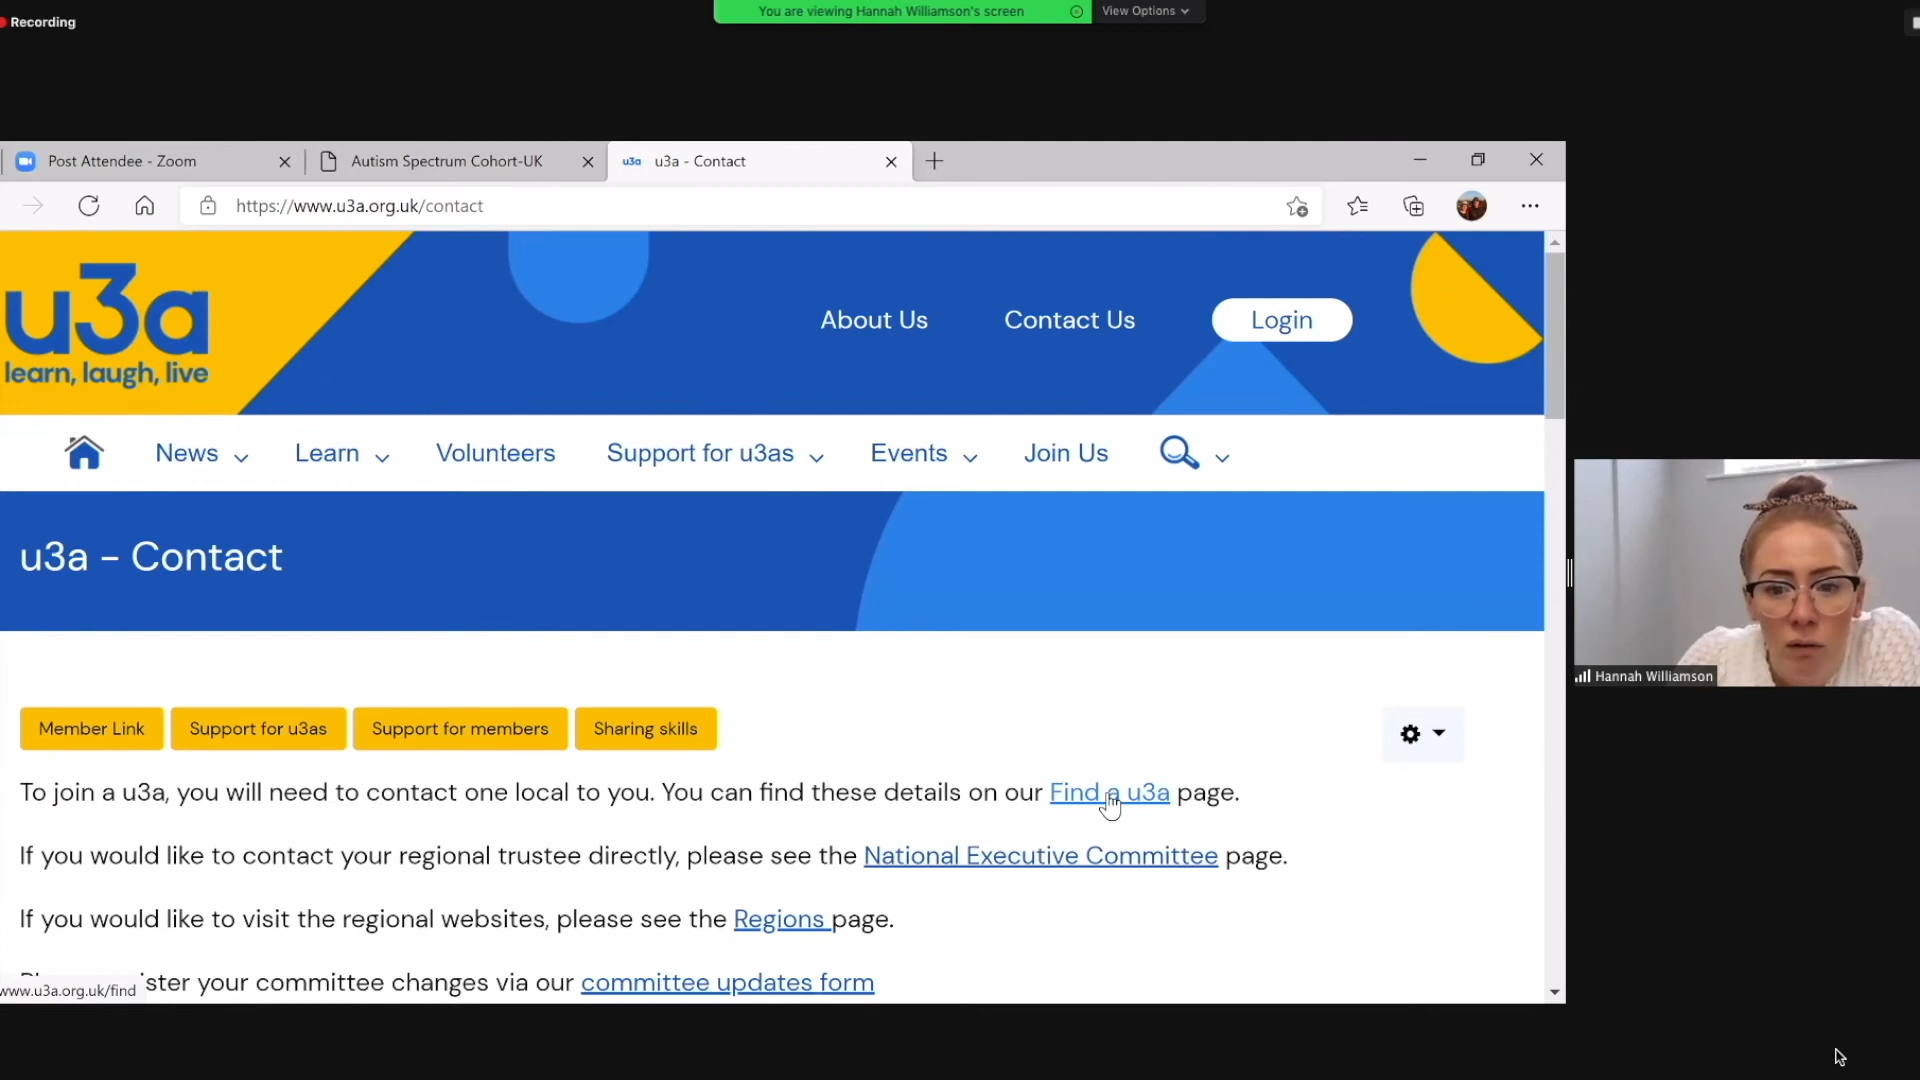 Recording
You are viewing Hannah Williamson's screen
View Options
Post Attendee - Zoom
Autism Spectrum Cohort-UK
u3a u3a - Contact
https://www.u3a.org.uk/contact
u3a
learn, laugh, live
About Us
Contact Us
Login
News
Learn
Volunteers
Support for u3as
Events
Join Us
u3a - Contact
Member Link
Support for u3as
Support for members
Sharing skills
To join a u3a, you will need to contact one local to you. You can find these details on our Find a u3a page.
If you would like to contact your regional trustee directly, please see the National Executive Committee page.
If you would like to visit the regional websites, please see the Regions page.
ister your committee changes via our committee updates form
www.u3a.org.uk/find
Hannah Williamson